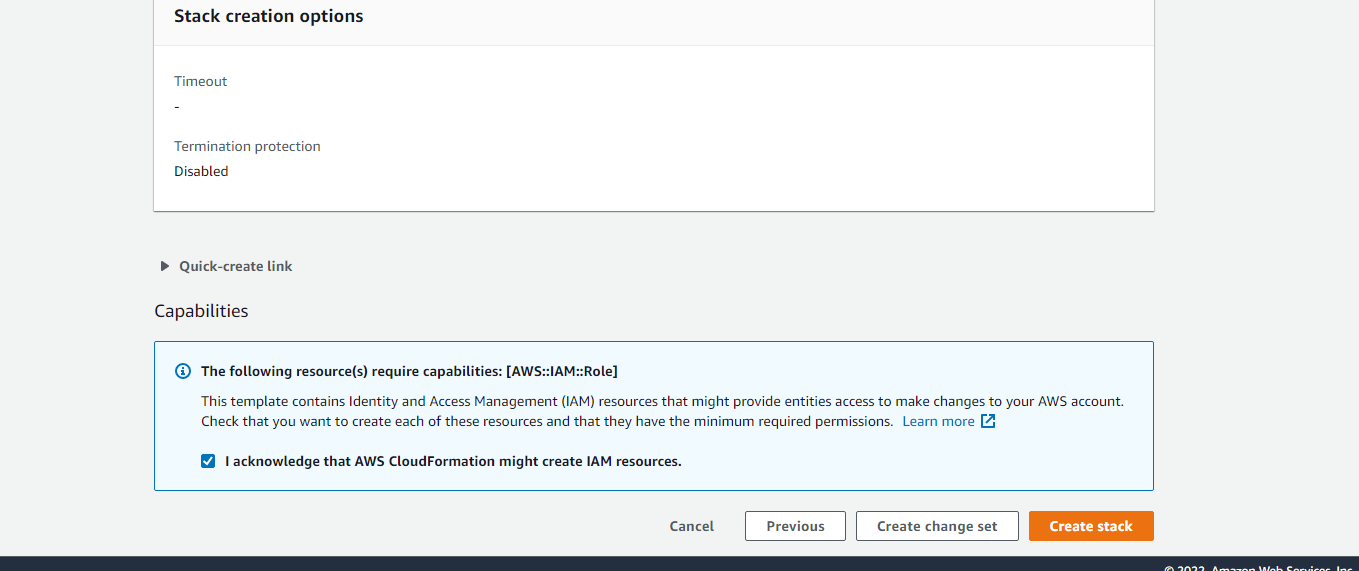 Stack creation options
Timeout
-
Termination protection
Disabled
Quick-create link
Capabilities
The following resource(s) require capabilities: [AWS::IAM::Role]
This template contains Identity and Access Management (IAM) resources that might provide entities access to make changes to your AWS account.
Check that you want to create each of these resources and that they have the minimum required permissions. Learn more
I acknowledge that AWS CloudFormation might create IAM resources.
Cancel Previous Create change set Create stack
© 2022, Amazon Web Services, Inc.